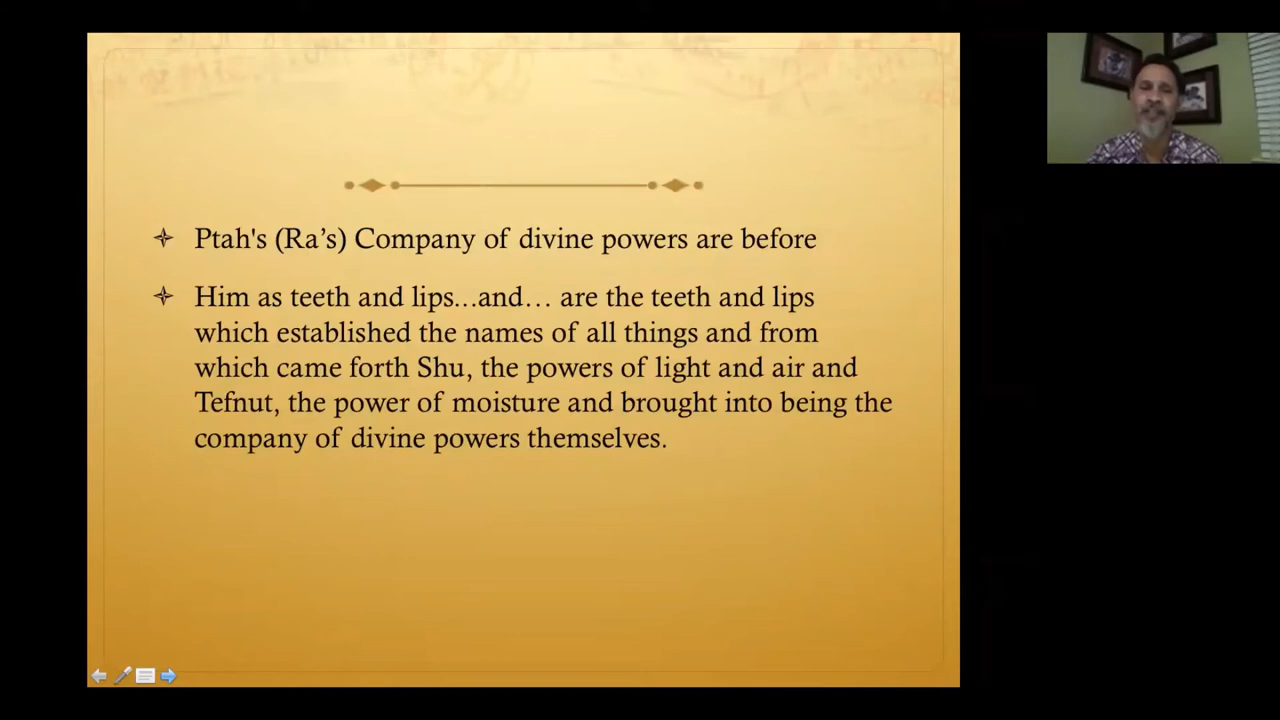 Ptah's (Ra’s) Company of divine powers are before
Him as teeth and lips...and… are the teeth and lips
which established the names of all things and from
which came forth Shu, the powers of light and air and
Tefnut, the power of moisture and brought into being the
company of divine powers themselves.